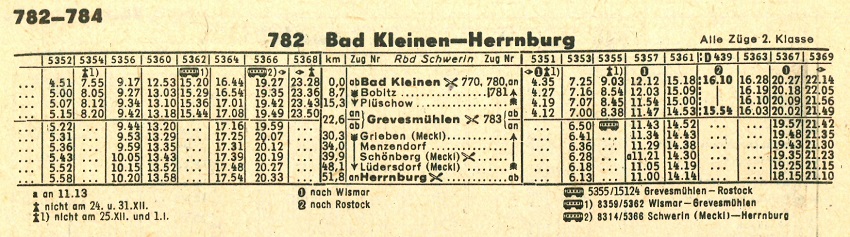 782–784
782 Bad Kleinen—Herrnburg Alle Züge 2. Klasse
5352 5354 5356 5360 5362 5364 5366 5368 km Zug Nr Rbd Schwerin Zug Nr 5351 5353 5355 5357 5361 D 439 5363 5367 5369
1) 1) 2) 1) ❶ ❷ ❶
... 4.51 7.55 9.17 12.53 15.20 16.44 19.27 23.28 0,0 ab Bad Kleinen 770, 780, an 4.35 7.25 9.03 12.12 15.18 16.10 16.28 20.27 22.14
... 5.00 8.05 9.25 13.03 15.29 16.54 19.35 23.36 8,7 Bobitz 781 4.27 7.16 8.54 12.03 15.09 16.19 20.18 22.05
... 5.07 8.12 9.34 13.10 15.36 17.01 19.42 23.43 15,3 Plüschow 4.19 7.07 8.45 11.54 15.00 16.10 20.09 21.56
... 5.15 8.20 9.42 13.18 15.44 17.08 19.49 23.50 22,6 an Grevesmühlen 783 ab 4.12 7.00 8.38 11.47 14.53 15.54 16.03 20.02 21.49
... 5.22 9.44 13.20 17.16 19.59 ab an 6.50 11.43 14.52 19.57 21.42
... 5.31 9.53 13.29 17.25 20.07 30,3 Grieben (Meckl) 6.41 11.34 14.43 19.48 21.35
... 5.36 9.59 13.35 17.31 20.12 34,0 Menzendorf 6.36 11.29 14.38 19.43 21.30
... 5.43 10.05 13.43 17.39 20.19 39,9 Schönberg (Meckl) 6.28 a11.21 14.30 19.35 21.23
... 5.52 10.15 13.52 17.48 20.27 48,1 Lüdersdorf (Meckl) 6.18 11.05 14.19 19.25 21.15
... 5.58 10.20 13.58 17.54 20.33 51,8 an Herrnburg ab 6.13 11.00 14.14 18.15 21.10
a an 11.13 ❶ nach Wismar 5355/15124 Grevesmühlen–Rostock
nicht am 24. u. 31.XII. ❷ nach Rostock 1) 8359/5362 Wismar–Grevesmühlen
1) nicht am 25.XII. und 1.I. 2) 8314/5366 Schwerin (Meckl)—Herrnburg